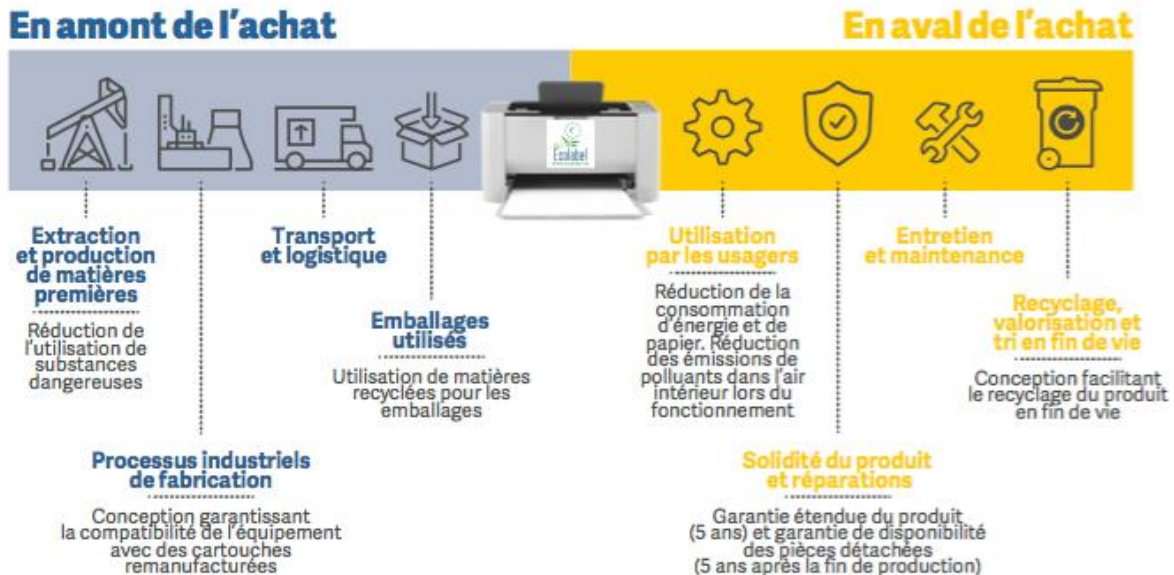 En amont de l'achat
En aval de l'achat
Ecolabel
Extraction
et production
de matières
premières
Réduction de
l'utilisation de
substances
dangereuses
Processus industriels
de fabrication
Conception garantissant
la compatibilité de l'équipement
avec des cartouches
remanufacturées
Transport
et logistique
Emballages
utilisés
Utilisation de matières
recyclées pour les
emballages
Utilisation
par les usagers
Réduction de la
consommation
d'énergie et de
papier. Réduction
des émissions de
polluants dans l'air
intérieur lors du
fonctionnement
Solidité du produit
et réparations
Garantie étendue du produit
(5 ans) et garantie de disponibilité
des pièces détachées
(5 ans après la fin de production)
Entretien
et maintenance
Recyclage,
valorisation et
tri en fin de vie
Conception facilitant
le recyclage du produit
en fin de vie